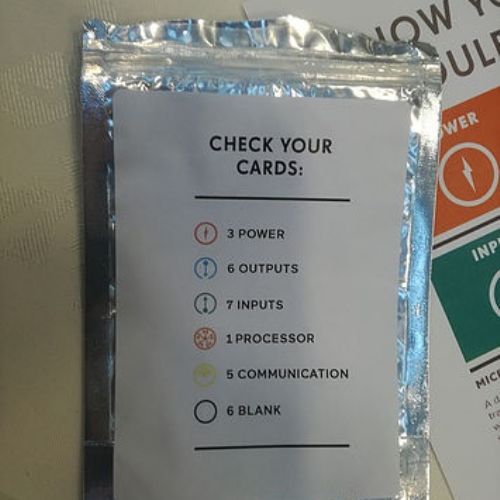 CHECK YOUR
CARDS:
3 POWER
6 OUTPUTS
7 INPUTS
1 PROCESSOR
5 COMMUNICATION
6 BLANK